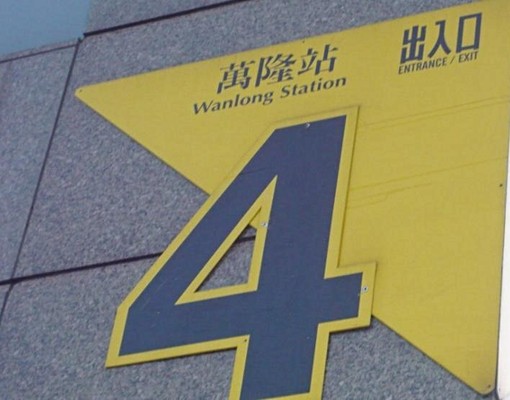 萬隆站
Wanlong Station
出入口
ENTRANCE / EXIT
4